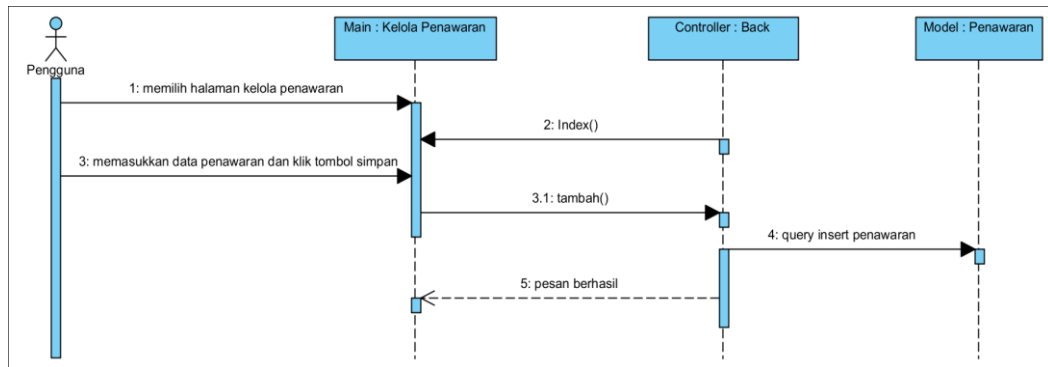 Main : Kelola Penawaran
Controller : Back
Model : Penawaran
Pengguna
1: memilih halaman kelola penawaran
2: Index()
3: memasukkan data penawaran dan klik tombol simpan
3.1: tambah()
4: query insert penawaran
5: pesan berhasil